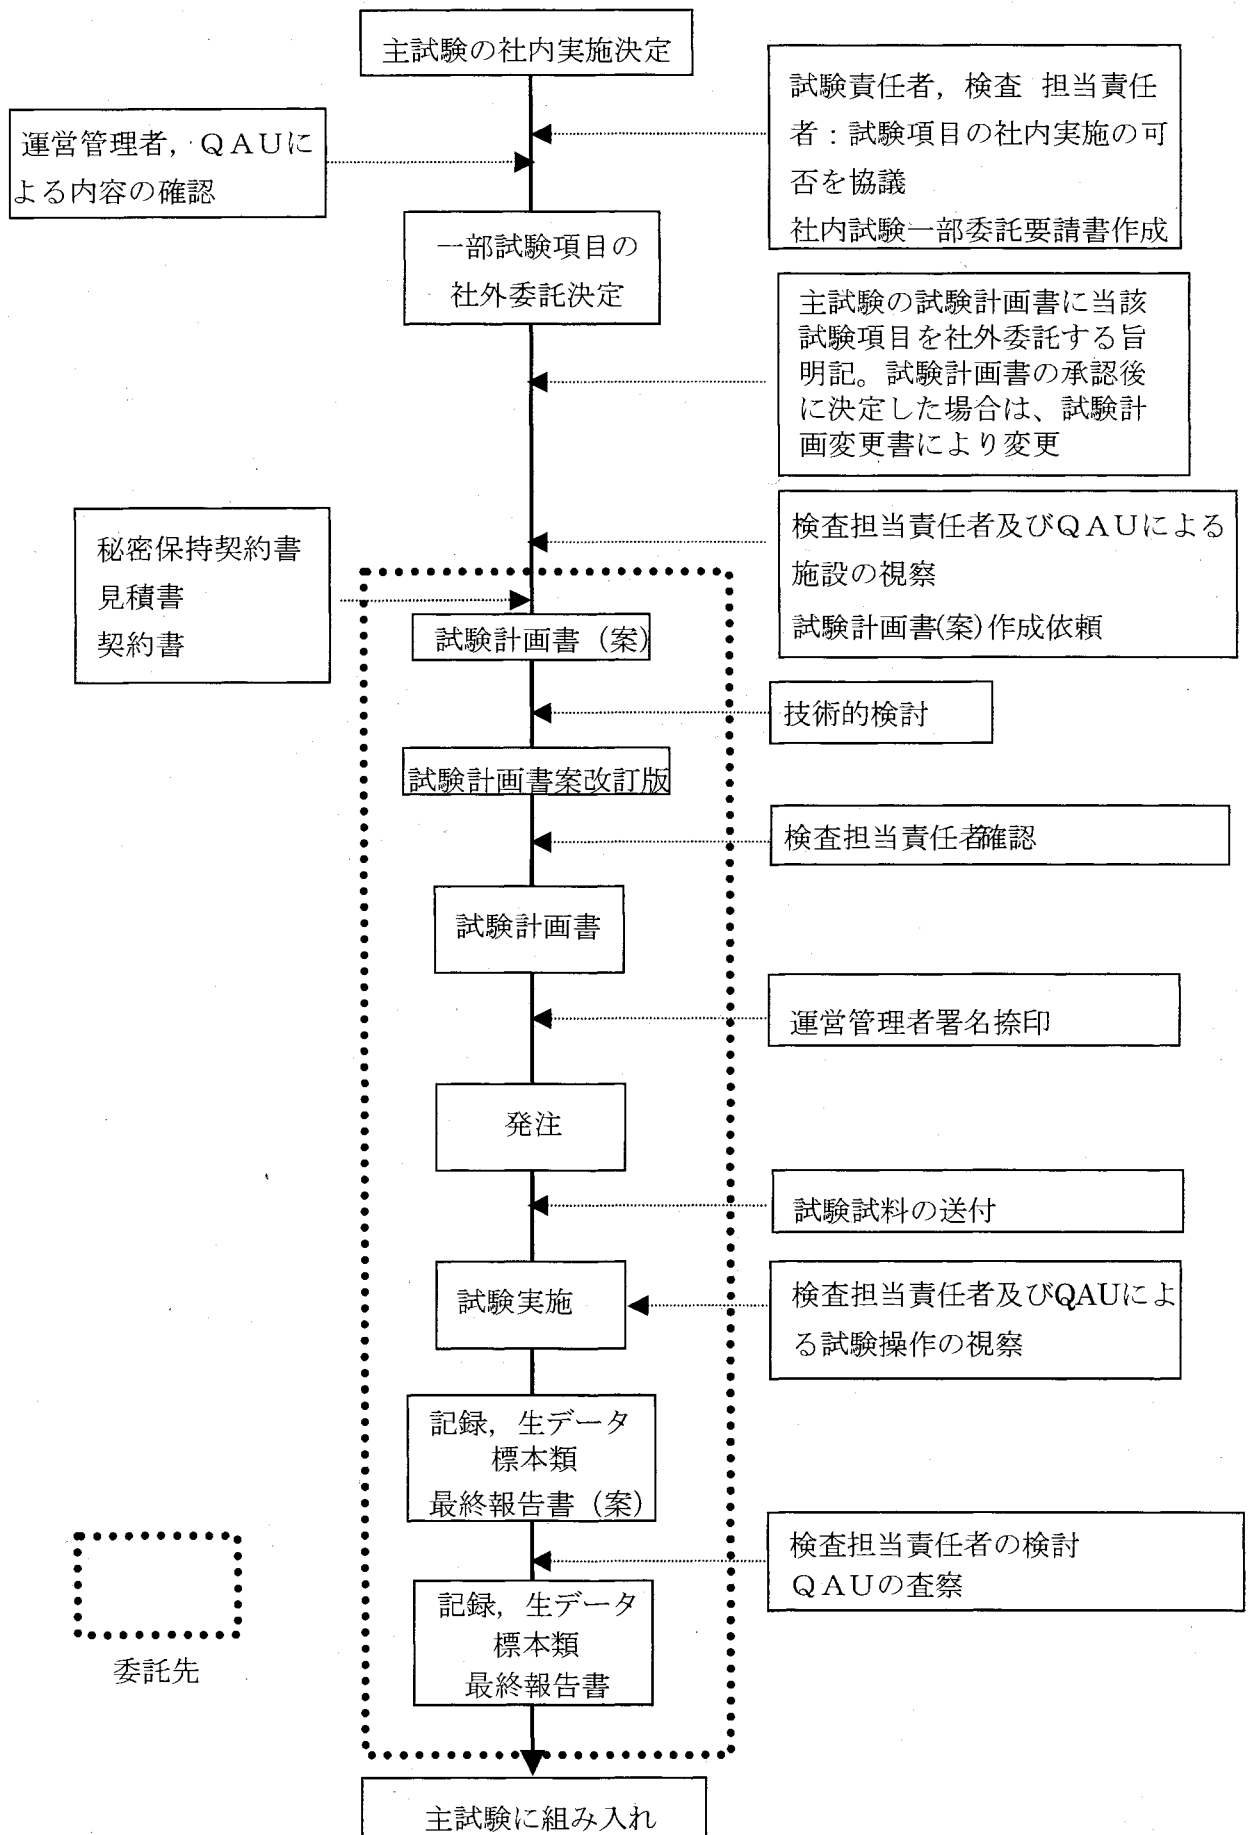 主試験の社内実施決定
試験責任者，検査 担当責任
者：試験項目の社内実施の可
否を協議
社内試験一部委託要請書作成
運営管理者，ＱＡＵに
よる内容の確認
一部試験項目の
社外委託決定
主試験の試験計画書に当該
試験項目を社外委託する旨
明記。試験計画書の承認後
に決定した場合は、試験計
画変更書により変更
検査担当責任者及びＱＡＵによる
施設の視察
試験計画書(案)作成依頼
秘密保持契約書
見積書
契約書
試験計画書（案）
技術的検討
試験計画書案改訂版
検査担当責任者確認
試験計画書
運営管理者署名捺印
発注
試験試料の送付
試験実施
検査担当責任者及びQAUによ
る試験操作の視察
記録，生データ
標本類
最終報告書（案）
検査担当責任者の検討
ＱＡＵの査察
記録，生データ
標本類
最終報告書
委託先
主試験に組み入れ